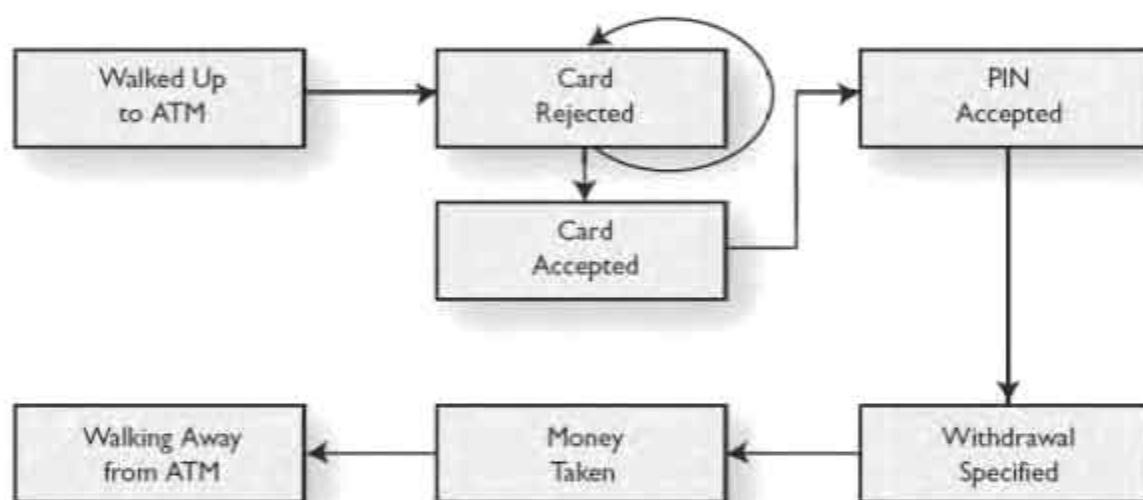 Walked Up
to ATM
Card
Rejected
PIN
Accepted
Card
Accepted
Walking Away
from ATM
Money
Taken
Withdrawal
Specified